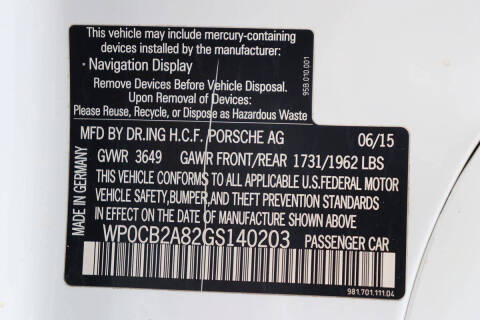 This vehicle may include mercury-containing
devices installed by the manufacturer:
• Navigation Display
Remove Devices Before Vehicle Disposal.
Upon Removal of Devices:
Please Reuse, Recycle, or Dispose as Hazardous Waste
958.010.001
MFD BY DR.ING H.C.F. PORSCHE AG 06/15
GVWR 3649 GAWR FRONT/REAR 1731/1962 LBS
THIS VEHICLE CONFORMS TO ALL APPLICABLE U.S.FEDERAL MOTOR
VEHICLE SAFETY,BUMPER, AND THEFT PREVENTION STANDARDS
IN EFFECT ON THE DATE OF MANUFACTURE SHOWN ABOVE.
WP0CB2A82GS140203 PASSENGER CAR
MADE IN GERMANY
981.701.111.04